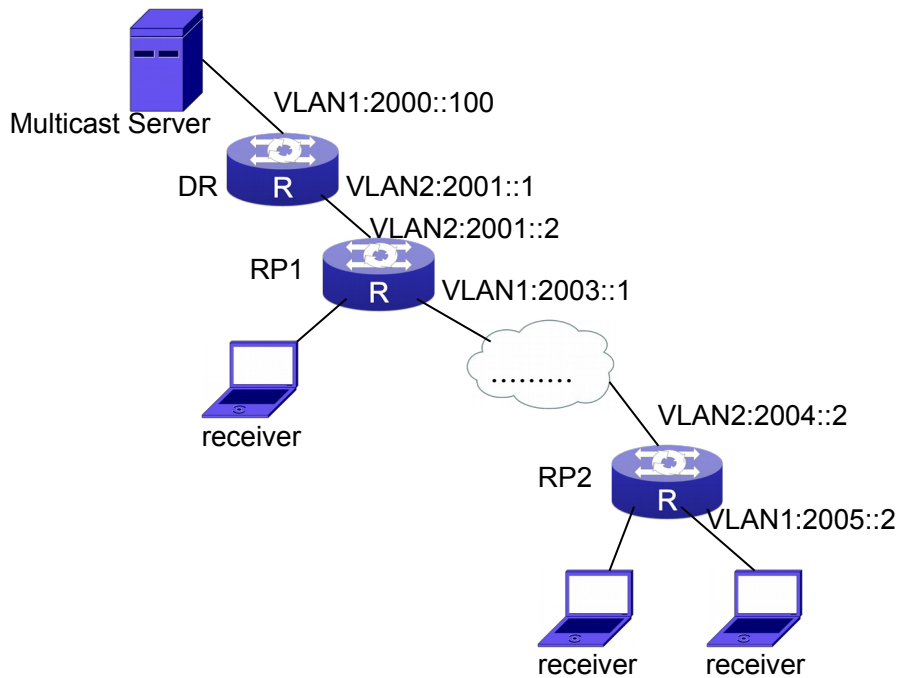 VLAN1:2000::100
Multicast Server
DR
R
VLAN2:2001::1
VLAN2:2001::2
RP1
R
VLAN1:2003::1
.........
receiver
VLAN2:2004::2
RP2
R
VLAN1:2005::2
receiver
receiver